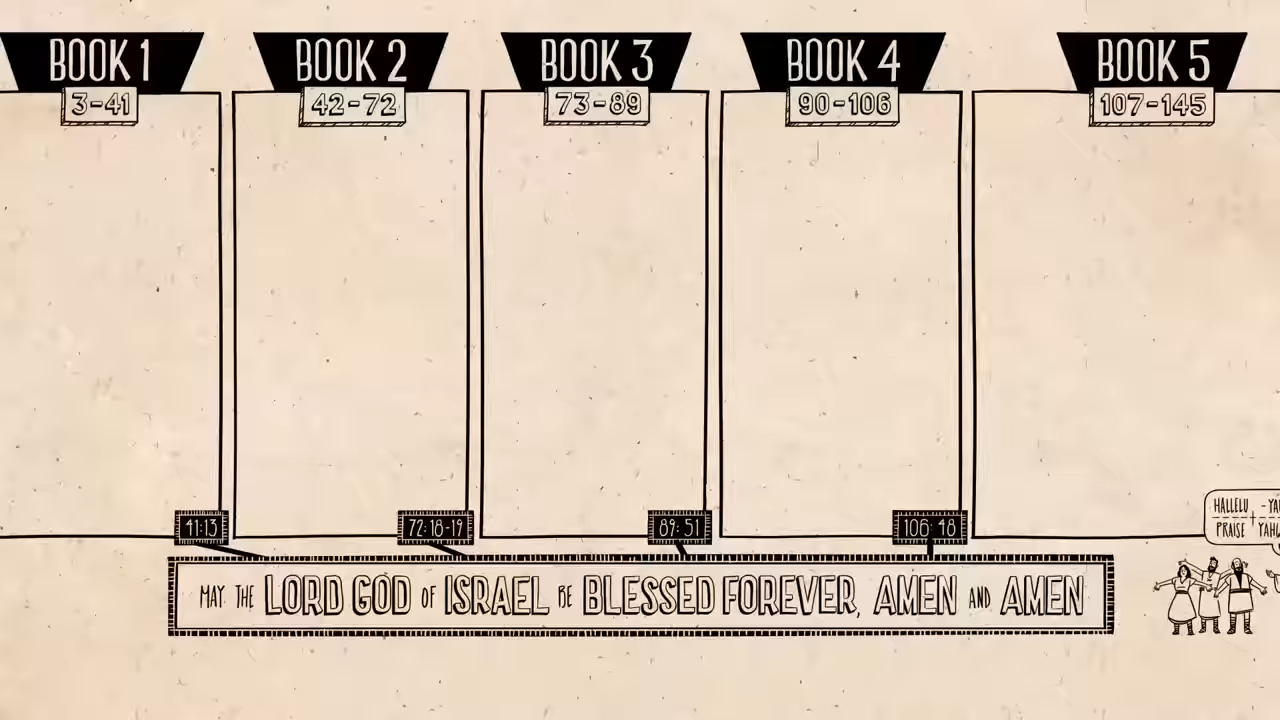 BOOK 1
3-41
BOOK 2
42-72
BOOK 3
73-89
BOOK 4
90-106
BOOK 5
107-145
41:13
72:18-19
89:51
106:48
MAY THE LORD GOD OF ISRAEL BE BLESSED FOREVER, AMEN AND AMEN
HALLELU
PRAISE